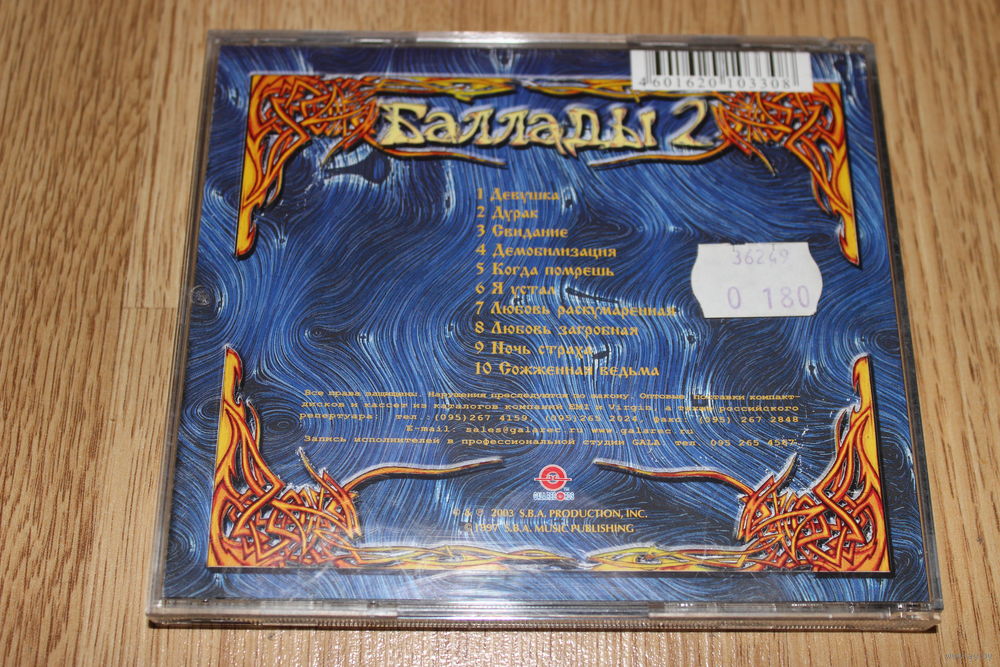 4601620103308
Баллады 2
1 Девушка
2 Дурак
3 Свидание
4 Демобилизация
5 Когда помрешь
6 Я устал
7 Любовь раскумаренная
8 Любовь загробная
9 Ночь страха
10 Сожженная ведьма
36249
0 180
Все права защищены. Нарушения преследуются по закону. Оптовые поставки компакт-
дисков и кассет из каталогов компаний EMI, Virgin, а также российского
репертуара: тел. (095)267 4159, (095)265 2024, факс: (095) 267 2848
E-mail: sales@galarec.ru www.galarec.ru
Запись исполнителей в профессиональной студии GALA. тел. 095 265 4567
GALA RECORDS
℗ & © 2003 S.B.A. PRODUCTION, INC.
©1997 S.B.A. MUSIC PUBLISHING